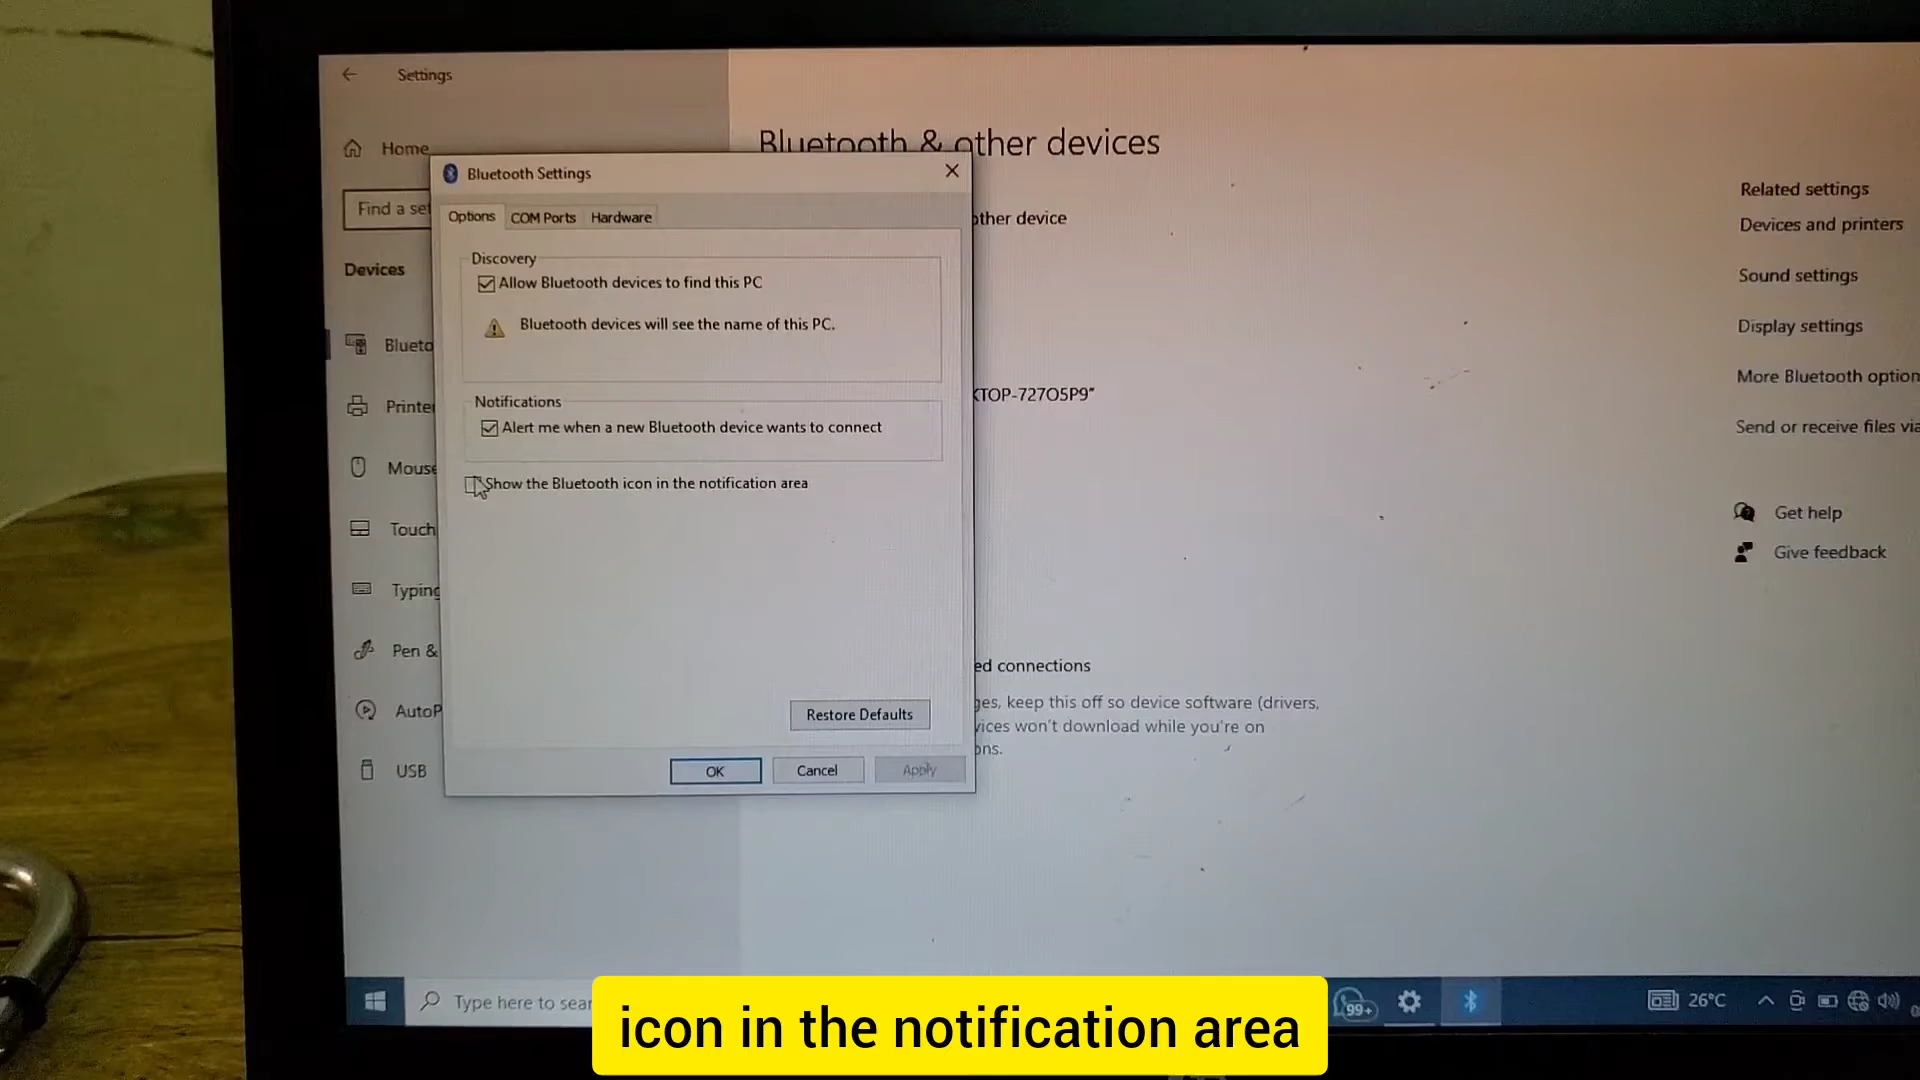 Settings
Home
Find a set
Devices
Blueto
Printer
Mouse
Touch
Typing
Pen &
AutoP
USB
Bluetooth & other devices
other device
KTOP-727O5P9"
ed connections
ges, keep this off so device software (drivers,
vices won't download while you're on
ons.
Bluetooth Settings
Options COM Ports Hardware
Discovery
Allow Bluetooth devices to find this PC
Bluetooth devices will see the name of this PC.
Notifications
Alert me when a new Bluetooth device wants to connect
Show the Bluetooth icon in the notification area
Restore Defaults
OK Cancel Apply
Related settings
Devices and printers
Sound settings
Display settings
More Bluetooth option
Send or receive files via
Get help
Give feedback
Type here to sear
99+
26°C
icon in the notification area